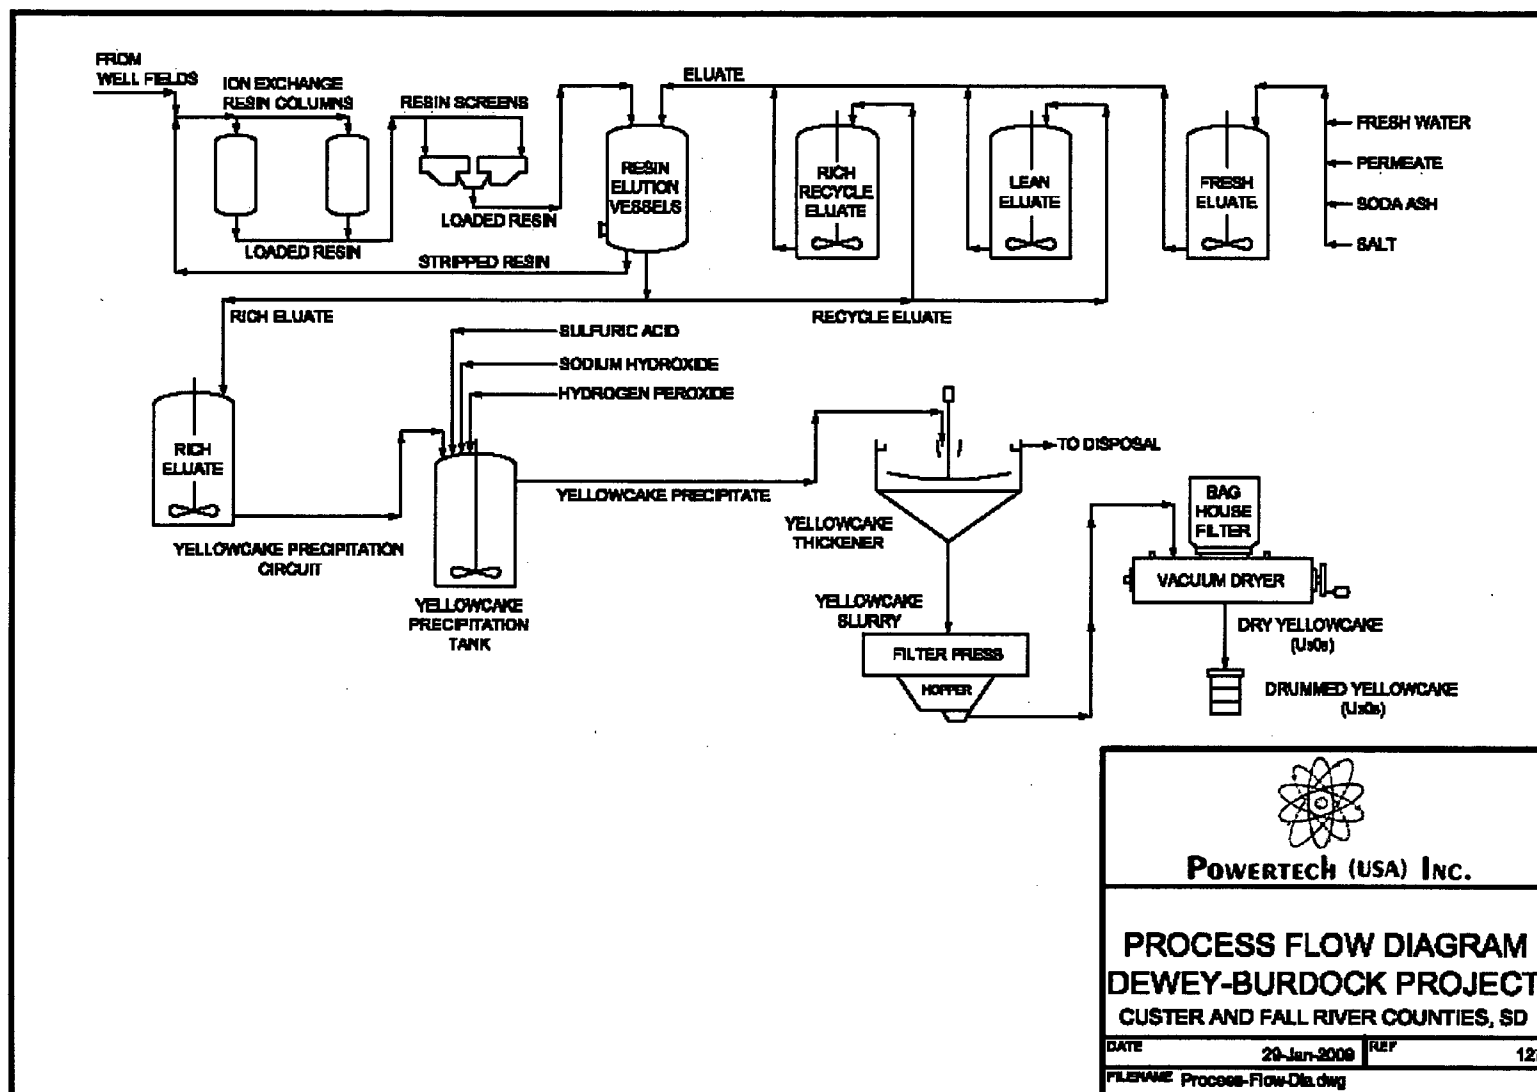 FROM
WELL FIELDS
ION EXCHANGE
RESIN COLUMNS
RESIN SCREENS
ELUATE
LOADED RESIN
LOADED RESIN
STRIPPED RESIN
RESIN
ELUTION
VESSELS
RICH
RECYCLE
ELUATE
LEAN
ELUATE
FRESH
ELUATE
FRESH WATER
PERMEATE
SODA ASH
SALT
RICH ELUATE
RECYCLE ELUATE
SULFURIC ACID
SODIUM HYDROXIDE
HYDROGEN PEROXIDE
RICH
ELUATE
YELLOWCAKE PRECIPITATION
CIRCUIT
YELLOWCAKE
PRECIPITATION
TANK
YELLOWCAKE PRECIPITATE
TO DISPOSAL
YELLOWCAKE
THICKENER
YELLOWCAKE
SLURRY
FILTER PRESS
HOPPER
BAG
HOUSE
FILTER
VACUUM DRYER
DRY YELLOWCAKE
(U3O8)
DRUMMED YELLOWCAKE
(U3O8)
POWERTECH (USA) INC.
PROCESS FLOW DIAGRAM
DEWEY-BURDOCK PROJECT
CUSTER AND FALL RIVER COUNTIES, SD
DATE 29-Jan-2009 REF
FILENAME Process-Flow-Dia.dwg